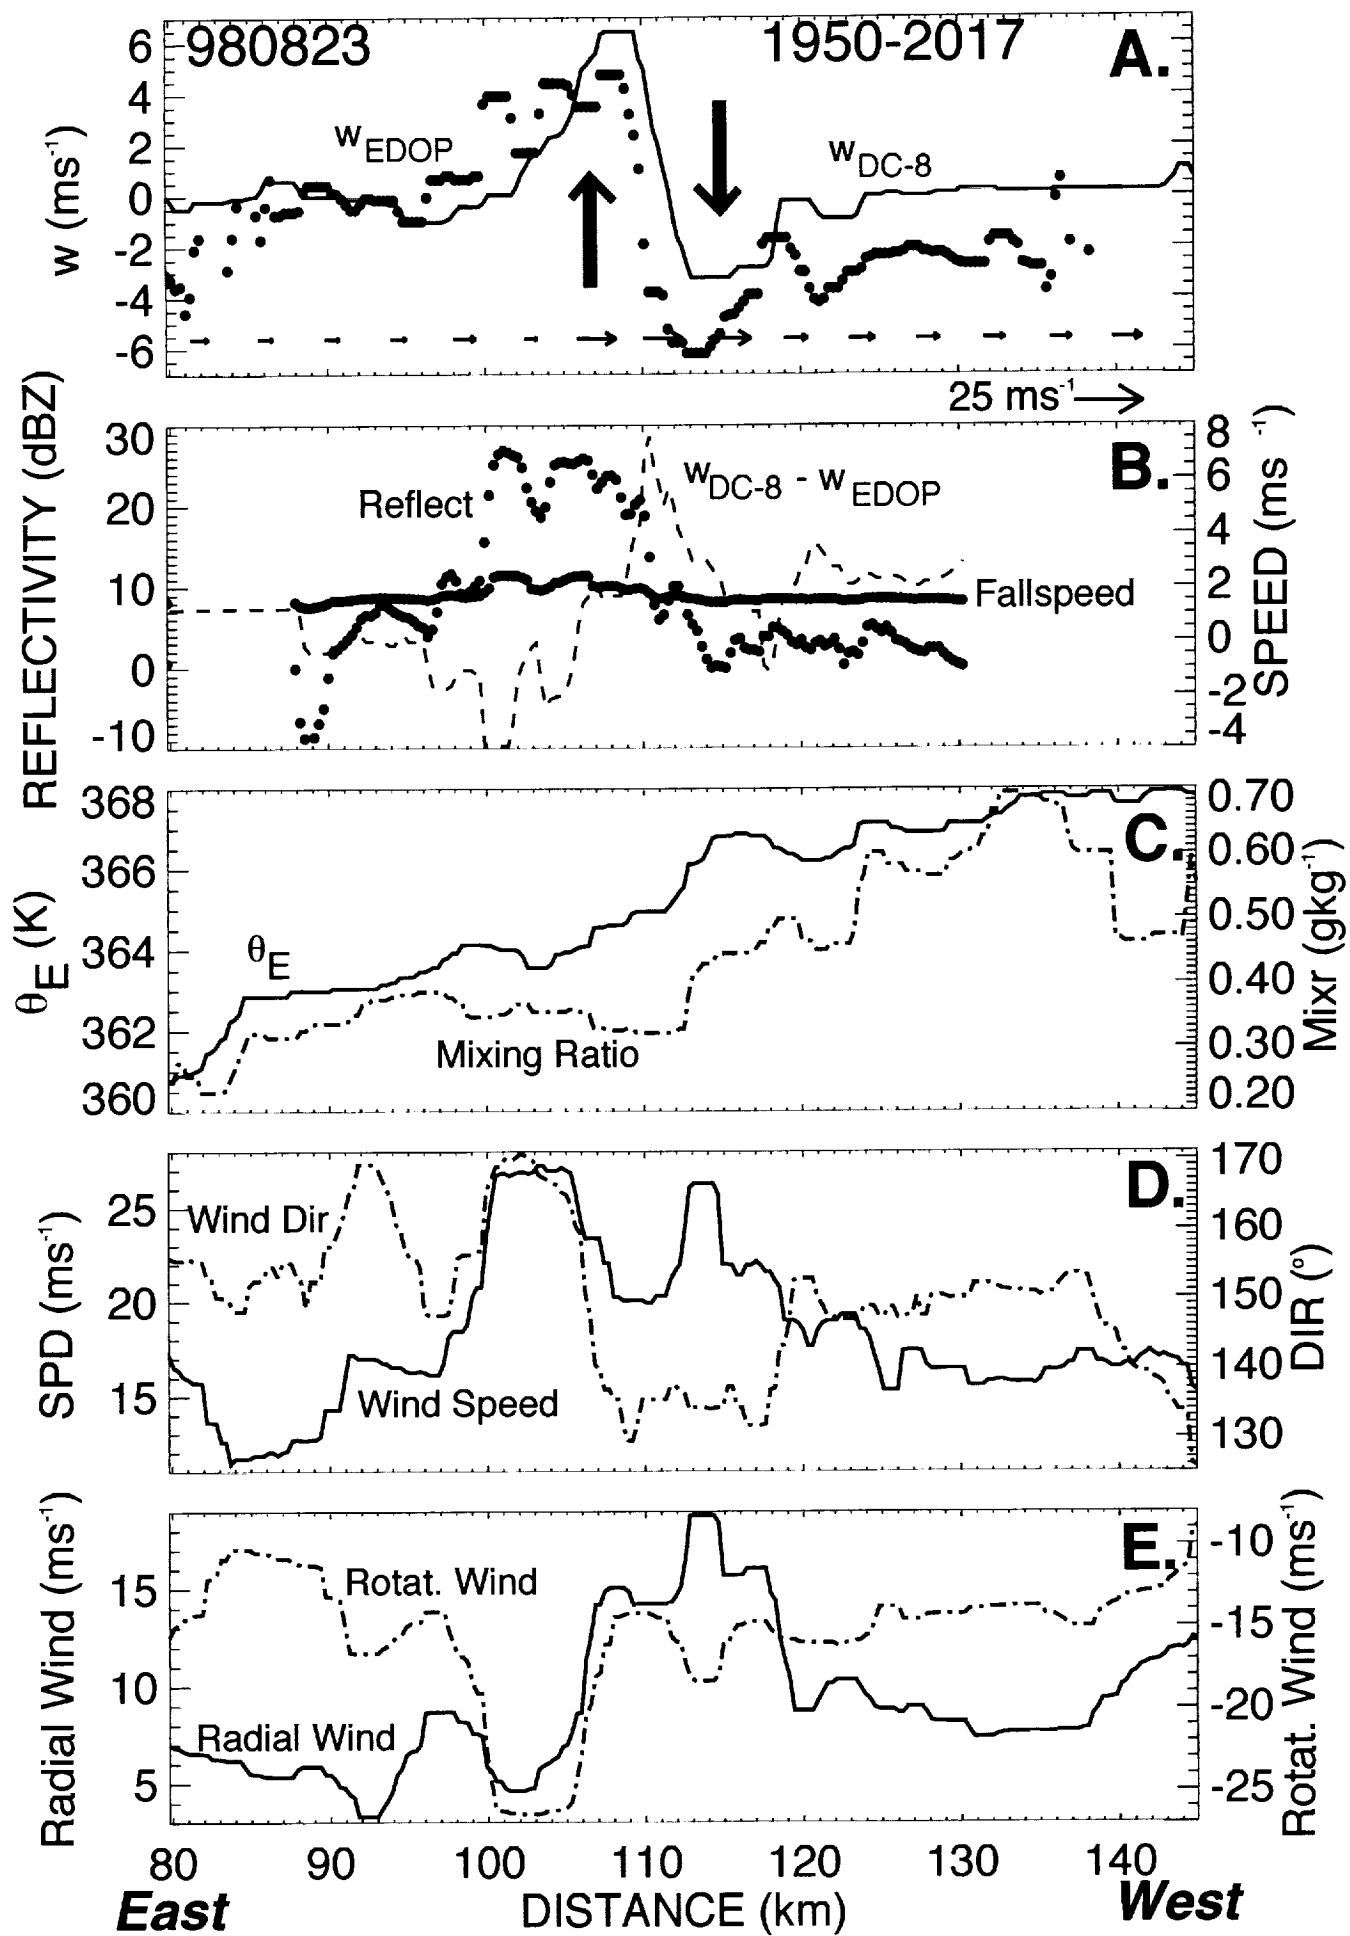 980823
1950-2017
A.
w (ms-1)
6
4
2
0
-2
-4
-6
wEDOP
wDC-8
25 ms-1
REFLECTIVITY (dBZ)
30
20
10
0
-10
Reflect
wDC-8 - wEDOP
B.
Fallspeed
8
6
4
2
0
-2
-4
SPEED (ms-1)
θE (K)
368
366
364
362
360
θE
Mixing Ratio
C.
0.70
0.60
0.50
0.40
0.30
0.20
Mixr (gkg-1)
SPD (ms-1)
25
20
15
Wind Dir
Wind Speed
D.
170
160
150
140
130
DIR (°)
Radial Wind (ms-1)
15
10
5
Rotat. Wind
Radial Wind
E.
-10
-15
-20
-25
Rotat. Wind (ms-1)
80 90 100 110 120 130 140
East DISTANCE (km) West